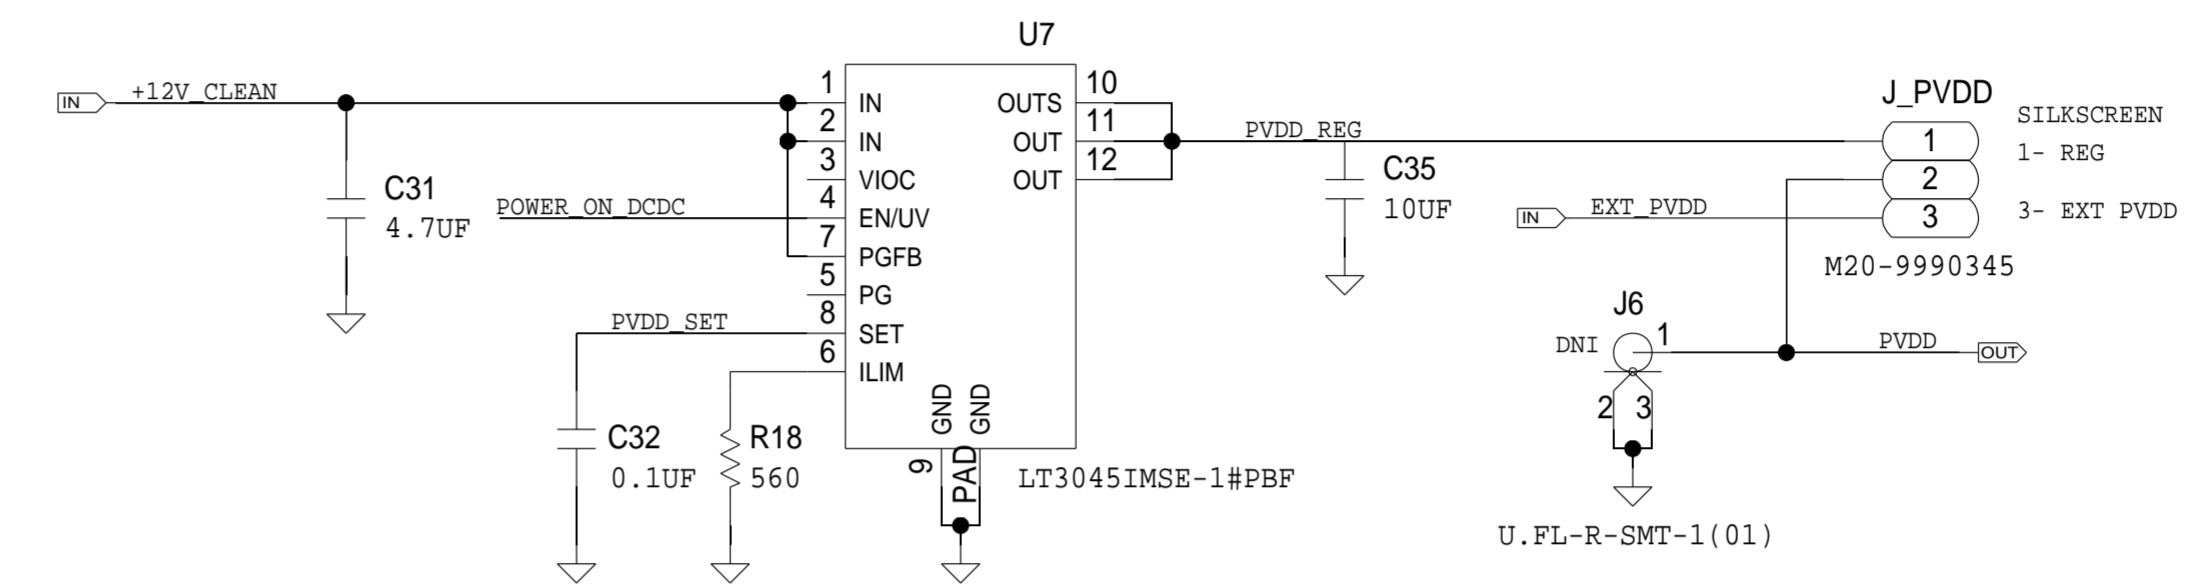 U7
IN
+12V_CLEAN
1
IN
OUTS
10
J_PVDD
SILKSCREEN
2
IN
OUT
11
PVDD_REG
1
1- REG
3
VIOC
OUT
12
C35
10UF
2
C31
4.7UF
POWER_ON_DCDC
4
EN/UV
IN
EXT_PVDD
3
3- EXT PVDD
7
PGFB
M20-9990345
5
PG
J6
8
PVDD_SET
SET
DNI
1
PVDD
OUT
6
ILIM
GND
GND
2
3
C32
0.1UF
R18
560
9
PAD
LT3045IMSE-1#PBF
U.FL-R-SMT-1(01)